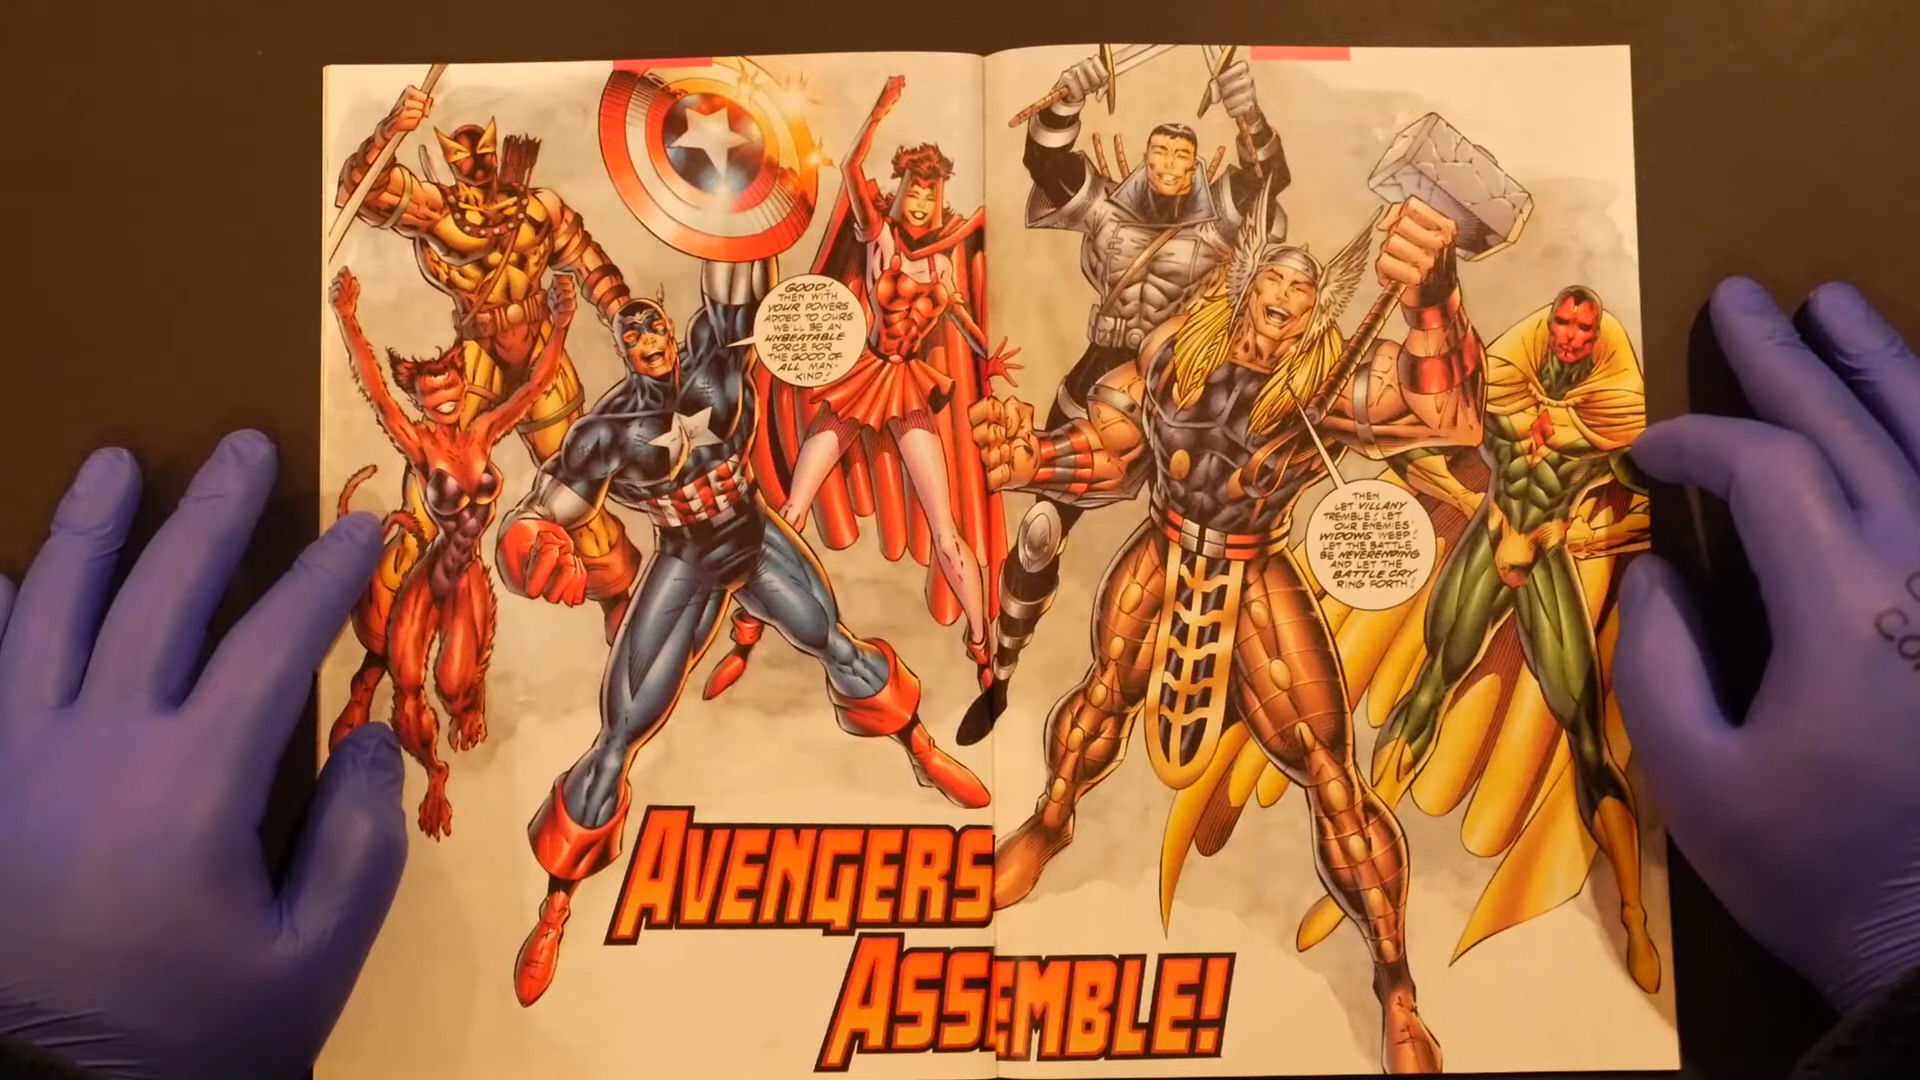 GOOD!
THEN WITH
YOUR POWERS
ADDED TO OURS
WE'LL BE AN
UNBEATABLE
FORCE FOR
THE GOOD OF
ALL MAN-
KIND!
THEN
LET VILLANY
TREMBLE! LET
OUR ENEMIES'
WIDOWS WEEP!
LET THE BATTLE
BE NEVERENDING
AND LET THE
BATTLE CRY
RING FORTH!
AVENGERS
ASSEMBLE!